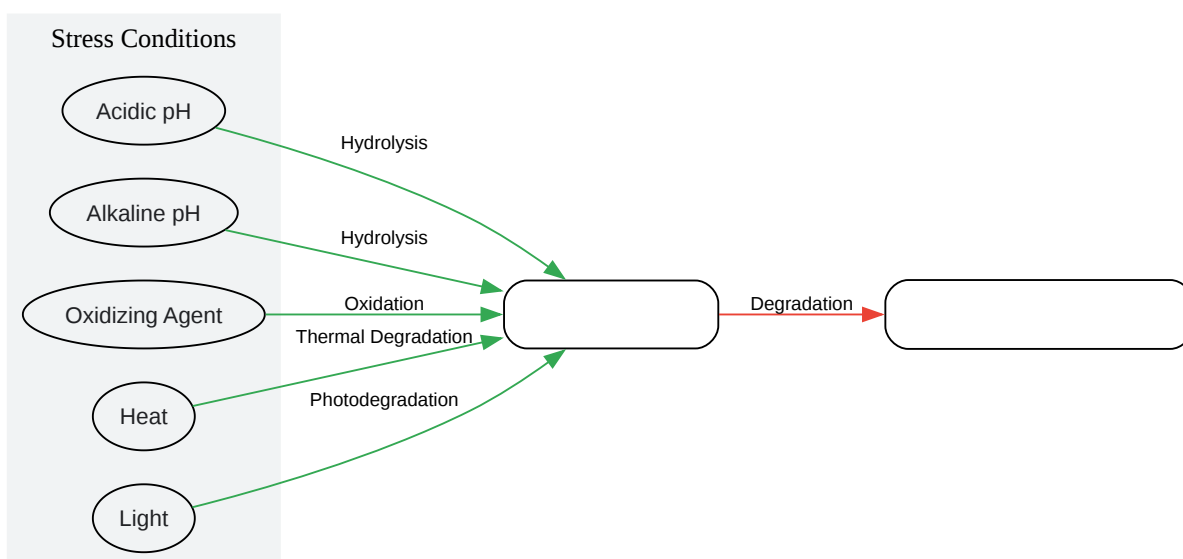 Stress Conditions
Acidic pH
Hydrolysis
Alkaline pH
Hydrolysis
Oxidizing Agent
Oxidation
Thermal Degradation
Heat
Photodegradation
Light
Degradation